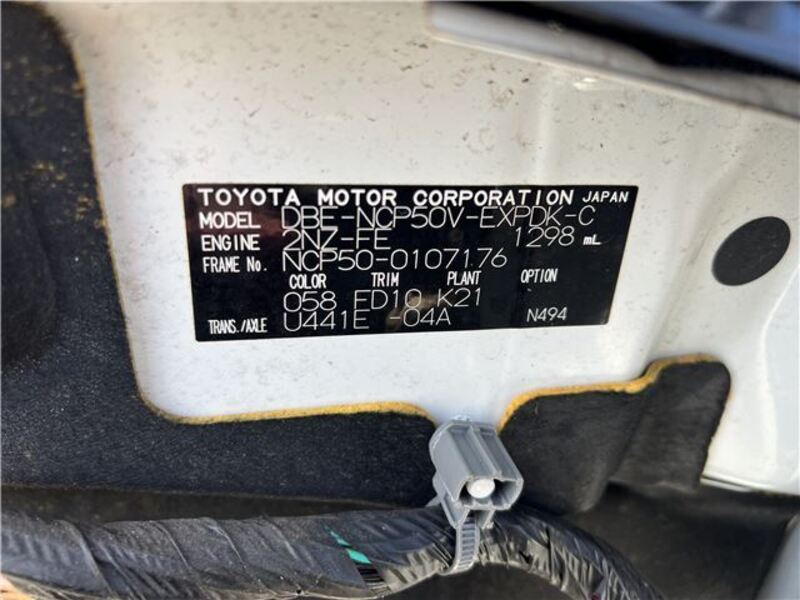 TOYOTA MOTOR CORPORATION JAPAN
MODEL DBE-NCP50V-EXPDK-C
ENGINE 2NZ-FE 1298 mL
FRAME No. NCP50-0107176
COLOR TRIM PLANT OPTION
058 FD10 K21
TRANS./AXLE U441E -04A N494